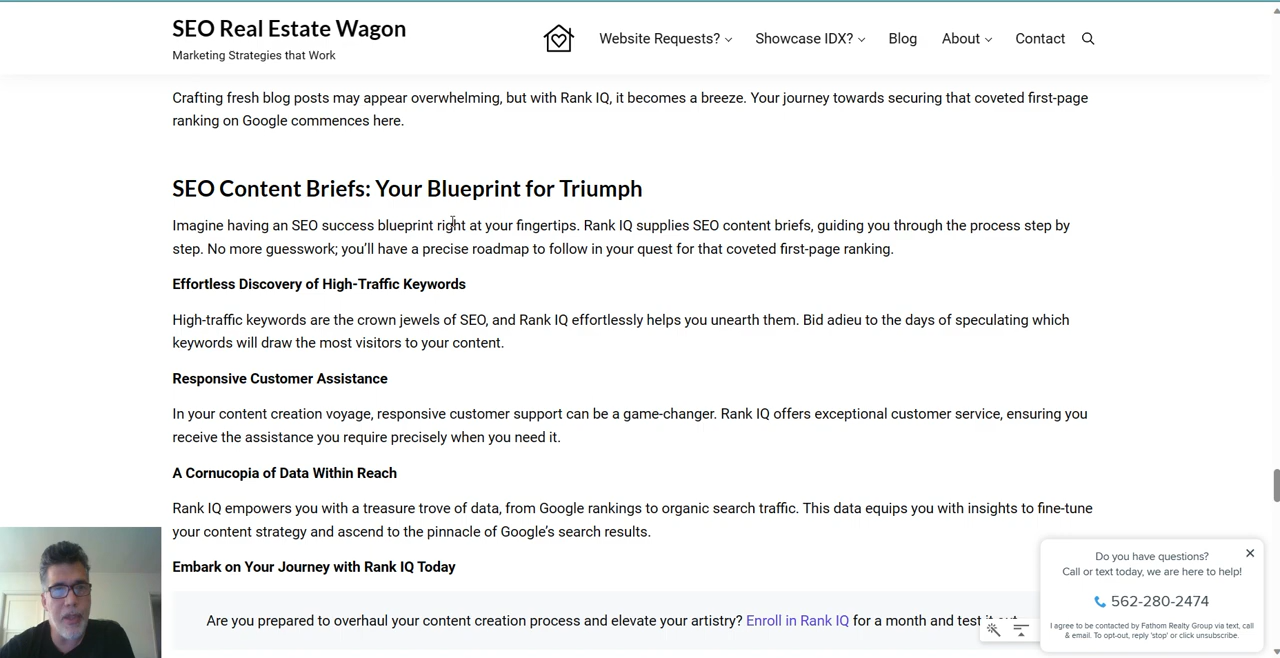 SEO Real Estate Wagon
Marketing Strategies that Work
Website Requests?
Showcase IDX?
Blog
About
Contact
Crafting fresh blog posts may appear overwhelming, but with Rank IQ, it becomes a breeze. Your journey towards securing that coveted first-page
ranking on Google commences here.
SEO Content Briefs: Your Blueprint for Triumph
Imagine having an SEO success blueprint right at your fingertips. Rank IQ supplies SEO content briefs, guiding you through the process step by
step. No more guesswork; you’ll have a precise roadmap to follow in your quest for that coveted first-page ranking.
Effortless Discovery of High-Traffic Keywords
High-traffic keywords are the crown jewels of SEO, and Rank IQ effortlessly helps you unearth them. Bid adieu to the days of speculating which
keywords will draw the most visitors to your content.
Responsive Customer Assistance
In your content creation voyage, responsive customer support can be a game-changer. Rank IQ offers exceptional customer service, ensuring you
receive the assistance you require precisely when you need it.
A Cornucopia of Data Within Reach
Rank IQ empowers you with a treasure trove of data, from Google rankings to organic search traffic. This data equips you with insights to fine-tune
your content strategy and ascend to the pinnacle of Google’s search results.
Embark on Your Journey with Rank IQ Today
Are you prepared to overhaul your content creation process and elevate your artistry? Enroll in Rank IQ for a month and test it out.
Do you have questions?
Call or text today, we are here to help!
562-280-2474
I agree to be contacted by Fathom Realty Group via text, call
& email. To opt-out, reply 'stop' or click unsubscribe.